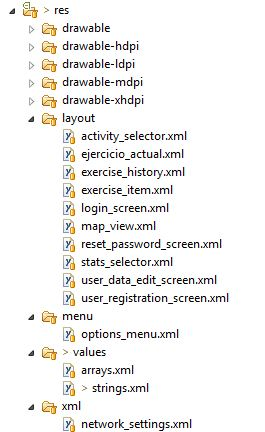 > res
drawable
drawable-hdpi
drawable-ldpi
drawable-mdpi
drawable-xhdpi
layout
activity_selector.xml
ejercicio_actual.xml
exercise_history.xml
exercise_item.xml
login_screen.xml
map_view.xml
reset_password_screen.xml
stats_selector.xml
user_data_edit_screen.xml
user_registration_screen.xml
menu
options_menu.xml
> values
arrays.xml
> strings.xml
xml
network_settings.xml